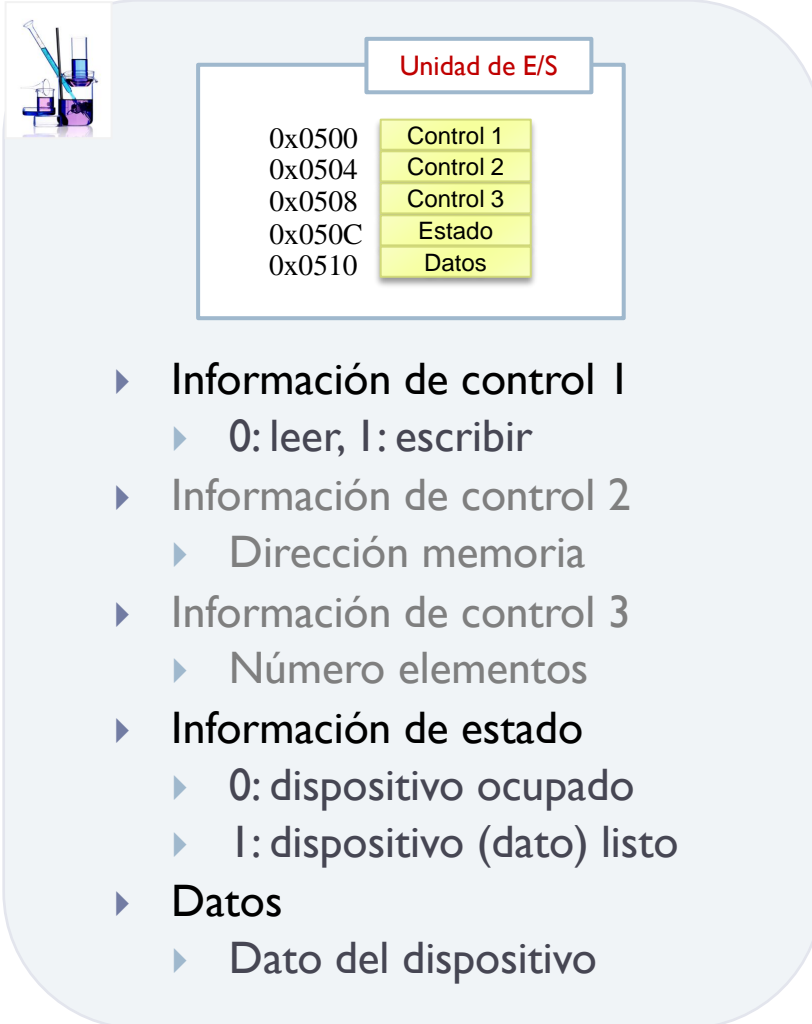 Unidad de E/S
0x0500 Control 1
0x0504 Control 2
0x0508 Control 3
0x050C Estado
0x0510 Datos
Información de control 1
0: leer, 1: escribir
Información de control 2
Dirección memoria
Información de control 3
Número elementos
Información de estado
0: dispositivo ocupado
1: dispositivo (dato) listo
Datos
Dato del dispositivo